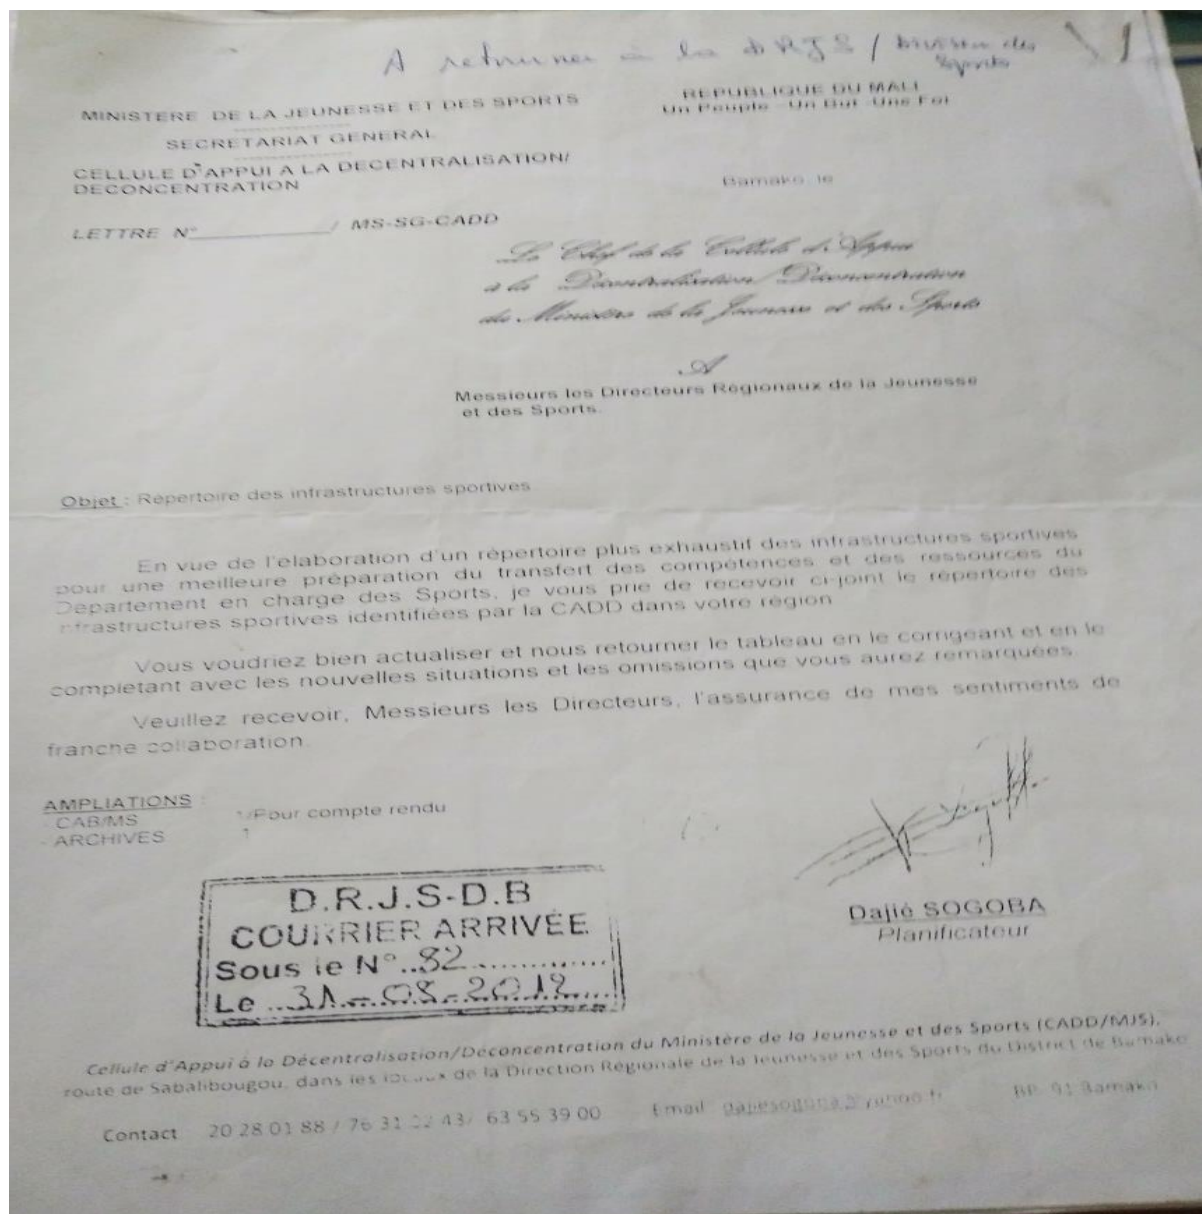 A retourner à la DRJS / Division des
Sports
MINISTERE DE LA JEUNESSE ET DES SPORTS
REPUBLIQUE DU MALI
Un Peuple - Un But -Une Foi
SECRETARIAT GENERAL
CELLULE D'APPUI A LA DECENTRALISATION/
DECONCENTRATION
Bamako, le
LETTRE N°__________/ MS-SG-CADD
Le Chef de la Cellule d'Appui
à la Décentralisation/Déconcentration
du Ministère de la Jeunesse et des Sports
A
Messieurs les Directeurs Régionaux de la Jeunesse
et des Sports.
Objet : Répertoire des infrastructures sportives
En vue de l'elaboration d'un répertoire plus exhaustif des infrastructures sportives
pour une meilleure préparation du transfert des compétences et des ressources du
Département en charge des Sports, je vous prie de recevoir ci-joint le répertoire des
infrastructures sportives identifiées par la CADD dans votre région
Vous voudriez bien actualiser et nous retourner le tableau en le corrigeant et en le
complétant avec les nouvelles situations et les omissions que vous aurez remarquées.
Veuillez recevoir, Messieurs les Directeurs, l'assurance de mes sentiments de
franche collaboration.
AMPLIATIONS :
- CAB/MS 1/Pour compte rendu
- ARCHIVES 1
D.R.J.S-D.B
COURRIER ARRIVÉE
Sous le N° ..82............
Le ...31-08-2012......
Dajié SOGOBA
Planificateur
Cellule d'Appui à la Décentralisation/Déconcentration du Ministère de la Jeunesse et des Sports (CADD/MJS),
route de Sabalibougou, dans les locaux de la Direction Régionale de la Jeunesse et des Sports du District de Bamako
Contact 20 28 01 88 / 76 31 43/ 63 55 39 00 Email dajiesogoba@yahoo.fr BP. 91 Bamako